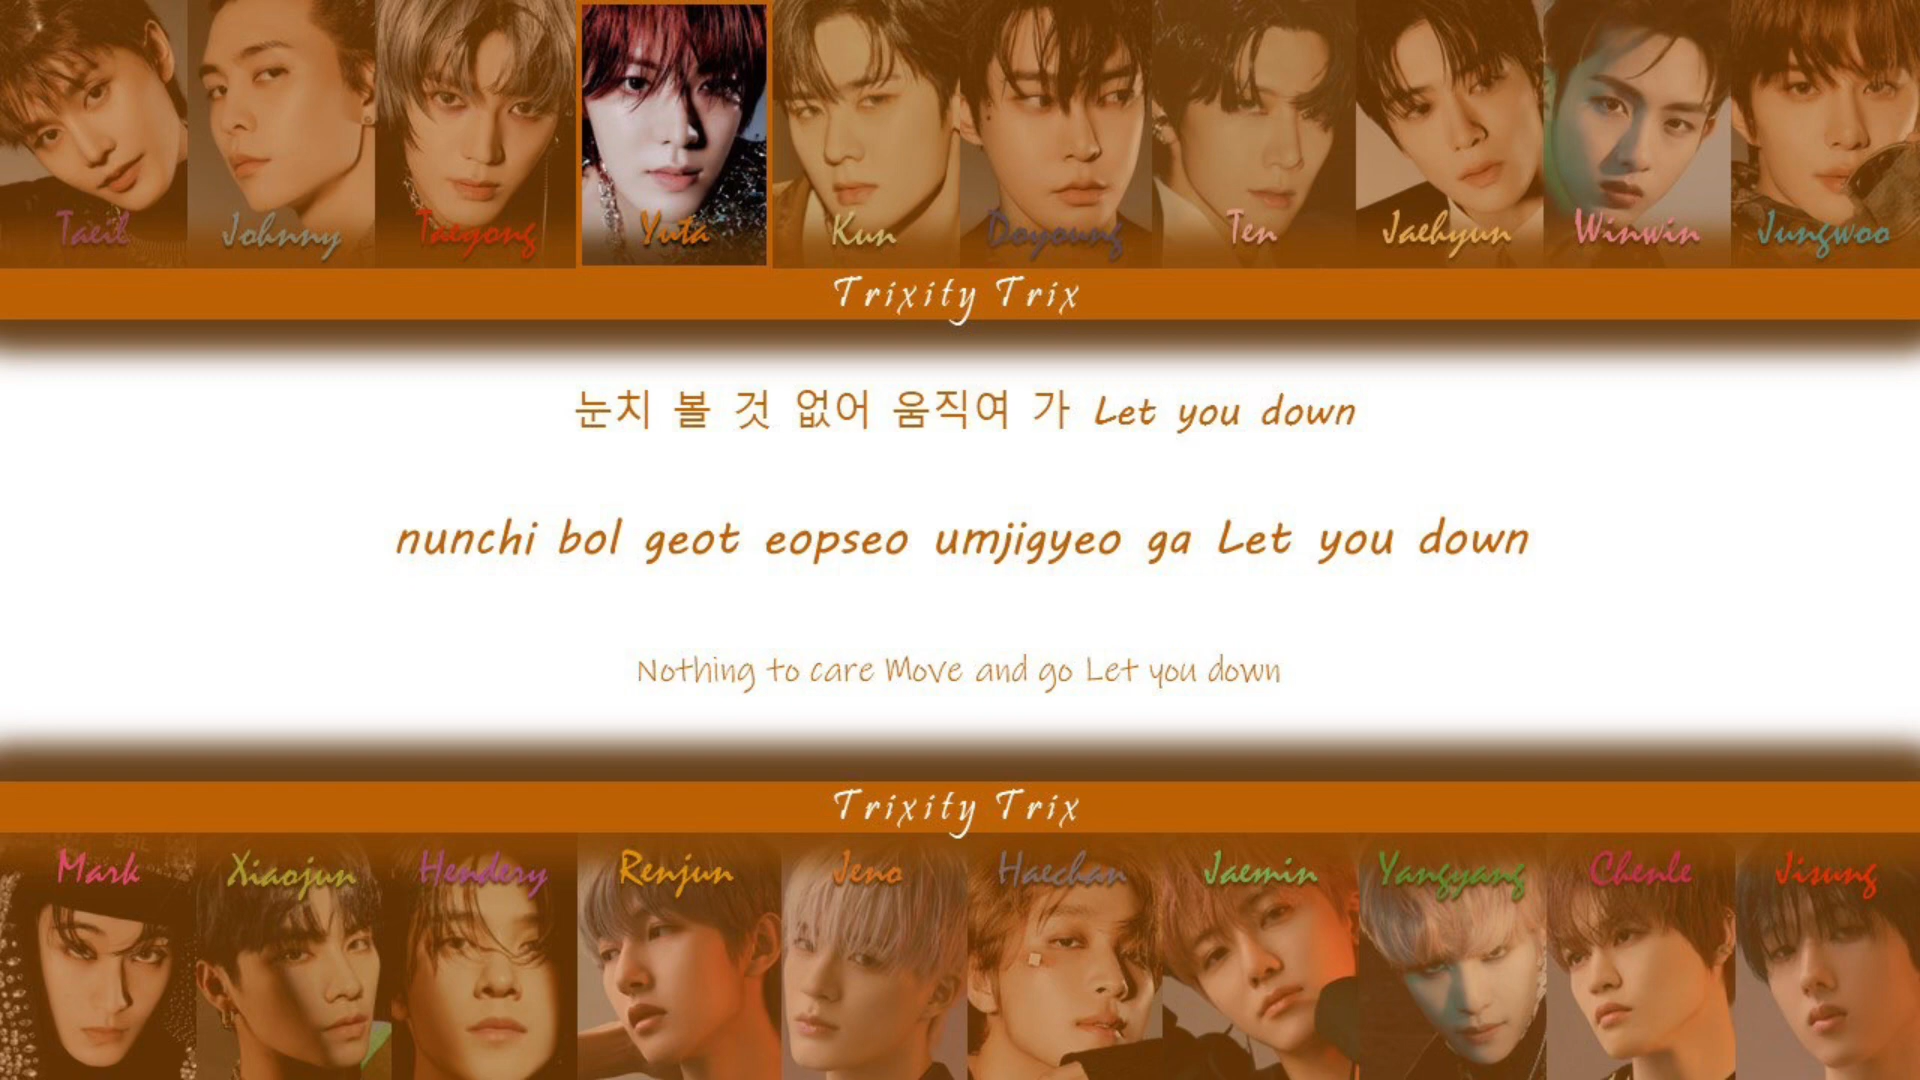 Taeil Johnny Taeyong Yuta Kun Doyoung Ten Jaehyun Winwin Jungwoo
Trixity Trix
눈치 볼 것 없어 움직여 가 Let you down
nunchi bol geot eopseo umjigyeo ga Let you down
Nothing to care Move and go Let you down
Trixity Trix
Mark Xiaojun Hendery Renjun Jeno Haechan Jaemin Yangyang Chenle Jisung